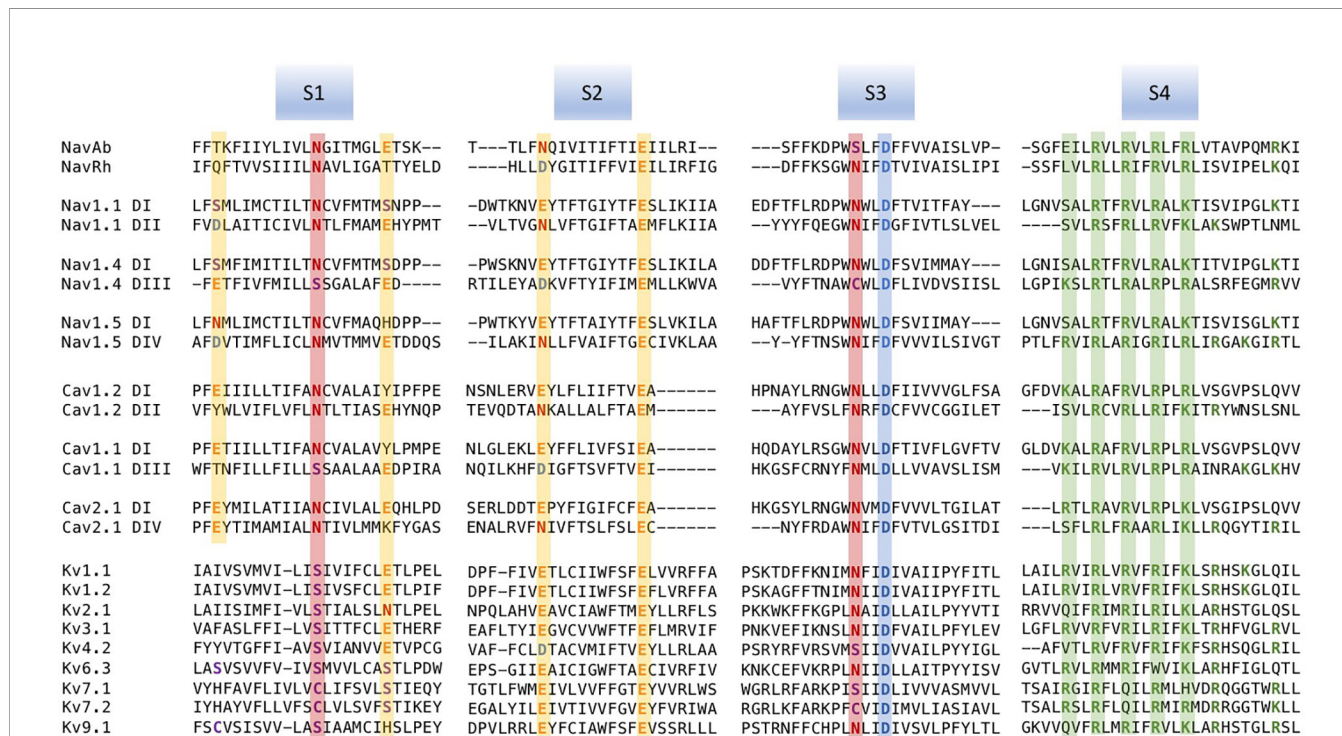 S1 S2 S3 S4
NavAb FFTKFIIYLIVLNGITMGLETSK-- T---TLFNQIVITIFTIEIILRI-- ---SFFKDPWSLFDFFVVAISLVP- -SGFEILRVLRVLRLFRLVTAVPQMRKI
NavRh IFQFTVVSIIILNAVLIGATTYELD ---HLLDYGITIFFVIEILIRFIG ---DFFKSGWNIFDTVIVAISLIPI -SSFLVLRLLRIFRVLRLISVIPELKQI
Nav1.1 DI LFSMLIMCTILTNCVFMTMSNPP-- -DWTKNVEYTFTGIYTFESLIKIIA EDFTFLRDPWNWLDFTVITFAY--- LGNVSALRTFRVLRALKTISVIPGLKTI
Nav1.1 DII FVDLAITICIVLNTLFMAMEHYPMT --VLTVGNLVFTGIFTAEMFLKIIA --YYYFQEGWNIFDGFIVTLSLVEL ----SVLRSFRLLRVFKLAKSWPTLNML
Nav1.4 DI LFSMFIMITILTNCVFMTMSDPP-- -PWSKNVEYTFTGIYTFESLIKILA DDFTFLRDPWNWLDFSVIMMAY--- LGNISALRTFRVLRALKTITVIPGLKTI
Nav1.4 DIII -FETFIVFMILLSSGALAFED---- RTILEYADKVFTYIFIMEMLLKWVA ---YVFTNAWCWLDFLIVDVSIISL LGPIKSLRTLRALRPLRALSRFEGMRVV
Nav1.5 DI LFNMLIMCTILTNCVFMAQHDPP-- -PWTKYVEYTFTAIYTFESLVKILA HAFTFLRDPWNWLDFSVIIMAY--- LGNVSALRTFRVLRALKTISVISGLKTI
Nav1.5 DIV AFDVTIMFLICLNMVTMMVETDDQS --ILAKINLLFVAIFTGECIVKLAA --Y-YFTNSWNIFDFVVVILSIVGT PTLFRVIRLARIGRILRLIRGAKGIRTL
Cav1.2 DI PFEIIILLTIFANCVALAIYIPFPE NSNLERVEYLFLIIFTVEA------ HPNAYLRNGWNLLDFIIVVVGLFSA GFDVKALRAFRVLRPLRLVSGVPSLQVV
Cav1.2 DII VFYWLVIFLVFLNTLTIASEHYNQP TEVQDTANKALLALFTAEM------ ---AYFVSLFNRFDCFVVCGGILET ---ISVLRCVRLLRIFKITRYWNSLSNL
Cav1.1 DI PFETIILLTIFANCVALAVYLPMPE NLGLEKLEYFFLIVFSIEA------ HQDAYLRSGWNVLDFTIVFLGVFTV GLDVKALRAFRVLRPLRLVSGVPSLQVV
Cav1.1 DIII WFTNFILLFILLSSAALAAEDPIRA NQILKHFDIGFTSVFTVEI------ HKGSFCRNYFNMLDLLVVAVSLISM ---VKILRVLRVLRPLRAINRAKGLKHV
Cav2.1 DI PFEYMILATIIANCIVLALEQHLPD SERLDDTEPYFIGIFCFEA------ HKGSYLRNGWNVMDFVVVLTGILAT ---LRTLRAVRVLRPLKLVSGVPSLQVV
Cav2.1 DIV PFEYTIMAMIALNTIVLMMKFYGAS ENALRVFNIVFTSLFSLEC------ ---NYFRDAWNIFDFVTVLGSITDI ---SFLRLFRAARLIKLLRQGYTIRIL
Kv1.1 IAIVSVMVI-LISIVIFCLETLPEL DPF-FIVETLCIIWFSFELVVRFFA PSKTDFFKNIMNFIDIVAIIPYFITL LAILRVIRLVRVFRIFKLSRHSKGLQIL
Kv1.2 IAIVSVMVI-LISIVSFCLETLPIF DPF-FIVETLCIIWFSFELVVRFFA PSKAGFFTNIMNIIDIVAIIPYFITL LAILRVIRLVRVFRIFKLSRHSKGLQIL
Kv2.1 LAIISIMFI-VLSTIALSLNTLPEL NPQLAHVEAVCIAWFTMEYLLRFLS PKKWKFFKGPLNAIDLLAILPYYVTI RRVVQIFRIMRILRILKLARHSTGLQSL
Kv3.1 VAFASLFFI-LVSITTFCLETHERF EAFLTYIEGVCVVWFTFEFLMRVIF PNKVEFIKNSLNIIDFVAILPFYLEV LGFLRVVRFVRILRIFKLTRHFVGLRVL
Kv4.2 FYYVTGFFI-AVSVIANVVETVPCG VAF-FCLDTACVMIFTVEYLLRLAA PSRYRFVRSVMSIIDVVAILPYYIGL ---AFVTLRVFRVFRIFKFSRHSQGLRIL
Kv6.3 LASVSVVFV-IVSMVVLCASTLPDW EPS-GIIEAICIGWFTAECIVRFIV KNKCEFVKRPLNIIDLLAITPYYISV GVTLRVLRMMRIFWVIKLARHFIGLQTL
Kv7.1 VYHFAVFLIVLVCLIFSVLSTIEQY TGTLFWMEIVLVVFFGTEYVVRLWS WGRLRFARKPISIIDLIVVVASMVVL TSAIRGIRFLQILRMLHVDRQGGTWRLL
Kv7.2 IYHAYVFLLVFSCLVLSVFSTIKEY EGALYILEIVTIVVFGVEYFVRIWA RGRLKFARKPFCVIDIMVLIASIAVL TSALRSLRFLQILRMIRMDRRGGTWKLL
Kv9.1 FSCVSISVV-LASIAAMCIHSLPEY DPVLRRLEYFCIAWFSFEVSSRLLL PSTRNFFCHPLNLIDIVSVLPFYLTL GKVVQVFRLMRIFRVLKLARHSTGLRSL